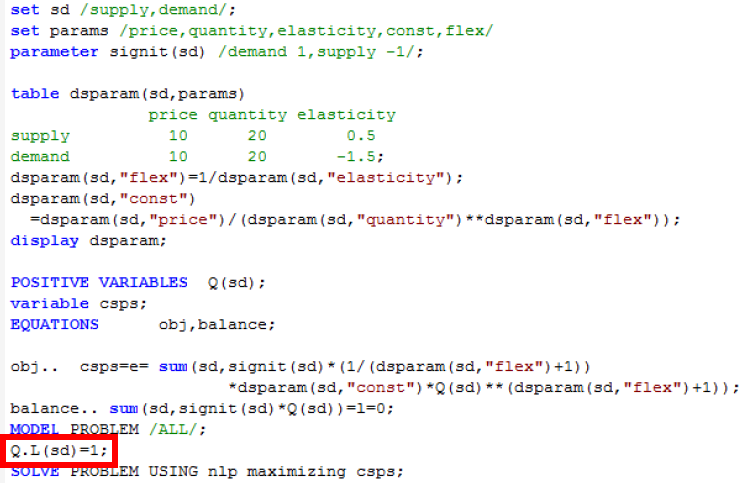 set sd /supply,demand/;
set params /price,quantity,elasticity,const,flex/
parameter signit(sd) /demand 1,supply -1/;
table dsparam(sd,params)
price quantity elasticity
supply 10 20 0.5
demand 10 20 -1.5;
dsparam(sd,"flex")=1/dsparam(sd,"elasticity");
dsparam(sd,"const")
=dsparam(sd,"price")/(dsparam(sd,"quantity")**dsparam(sd,"flex"));
display dsparam;
POSITIVE VARIABLES Q(sd);
variable csps;
EQUATIONS obj,balance;
obj.. csps=e= sum(sd,signit(sd)*(1/(dsparam(sd,"flex")+1))
*dsparam(sd,"const")*Q(sd)**(dsparam(sd,"flex")+1));
balance.. sum(sd,signit(sd)*Q(sd))=l=0;
MODEL PROBLEM /ALL/;
Q.L(sd)=1;
SOLVE PROBLEM USING nlp maximizing csps;